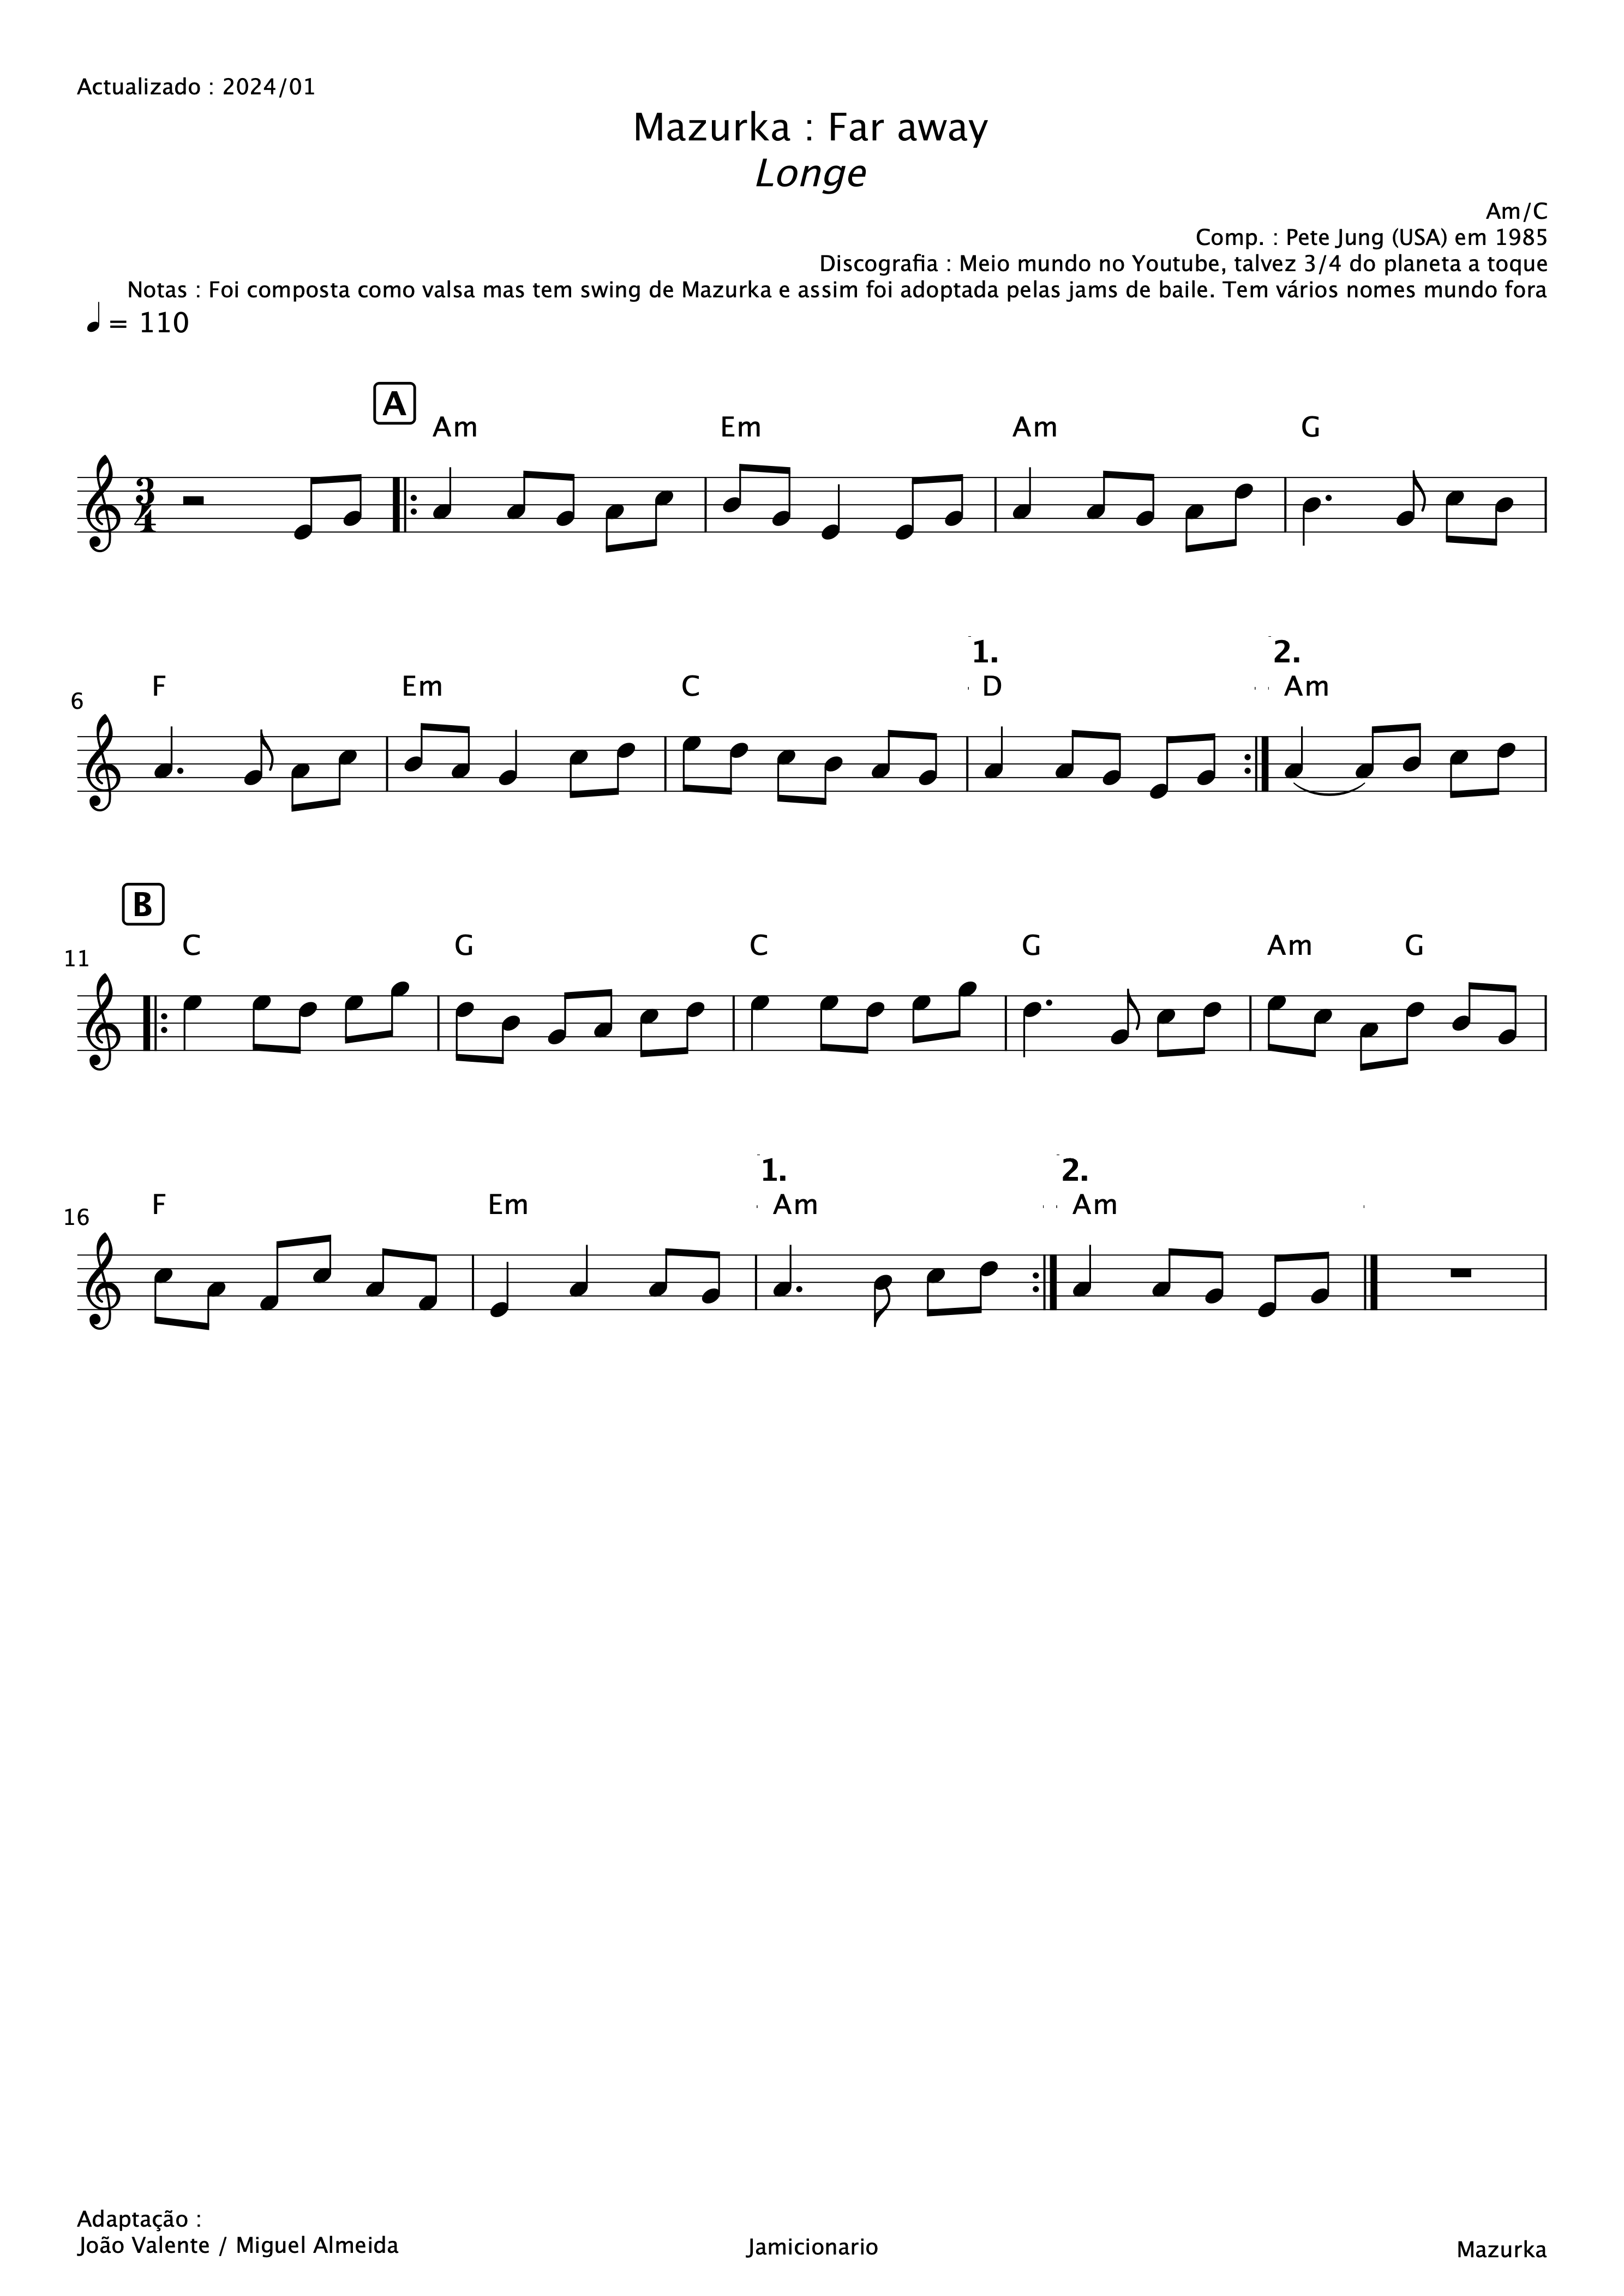 Actualizado : 2024/01
Mazurka : Far away
Longe
Am/C
Comp. : Pete Jung (USA) em 1985
Discografia : Meio mundo no Youtube, talvez 3/4 do planeta a toque
Notas : Foi composta como valsa mas tem swing de Mazurka e assim foi adoptada pelas jams de baile. Tem vários nomes mundo fora
= 110
A
Am Em Am G
3
4
1. 2.
6 F Em C D Am
B
11 C G C G Am G
1. 2.
16 F Em Am Am
Adaptação :
João Valente / Miguel Almeida Jamicionario Mazurka